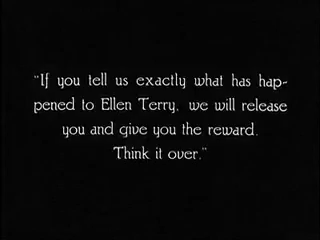 "If you tell us exactly what has hap-
pened to Ellen Terry, we will release
you and give you the reward.
Think it over."